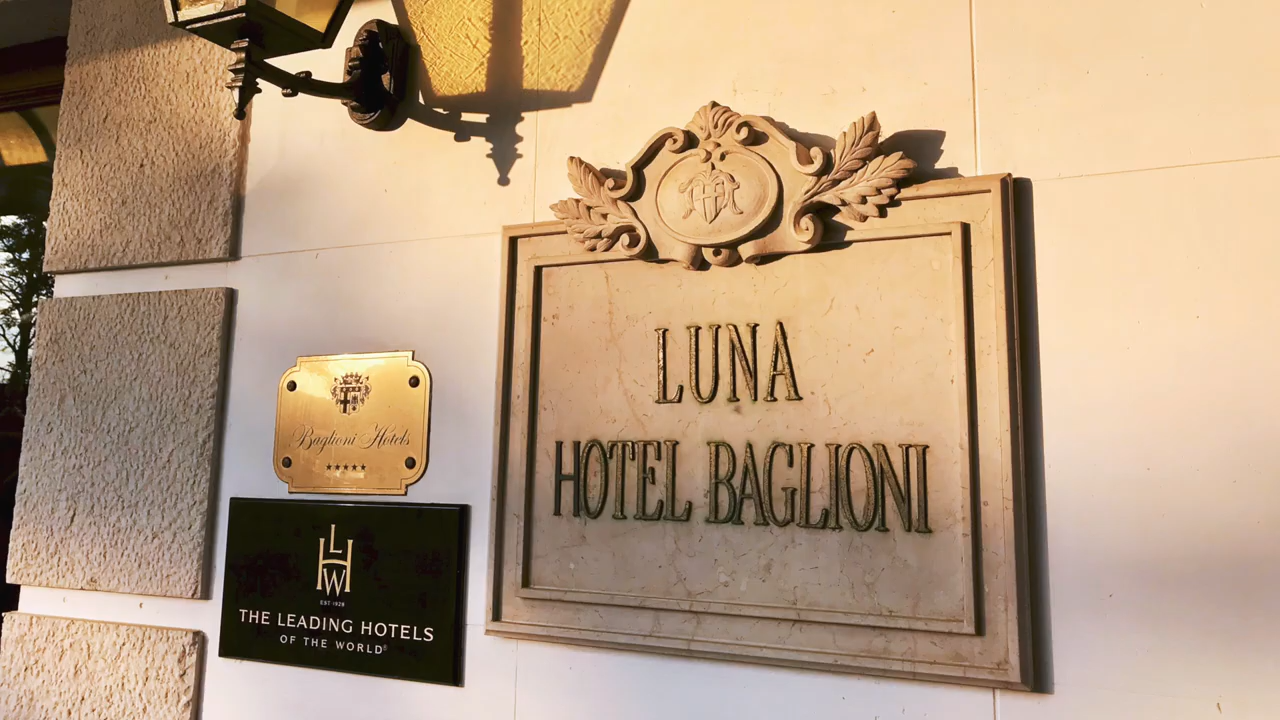 LUNA
HOTEL BAGLIONI
Baglioni Hotels
★★★★★
LHW
EST 1928
THE LEADING HOTELS
OF THE WORLD®